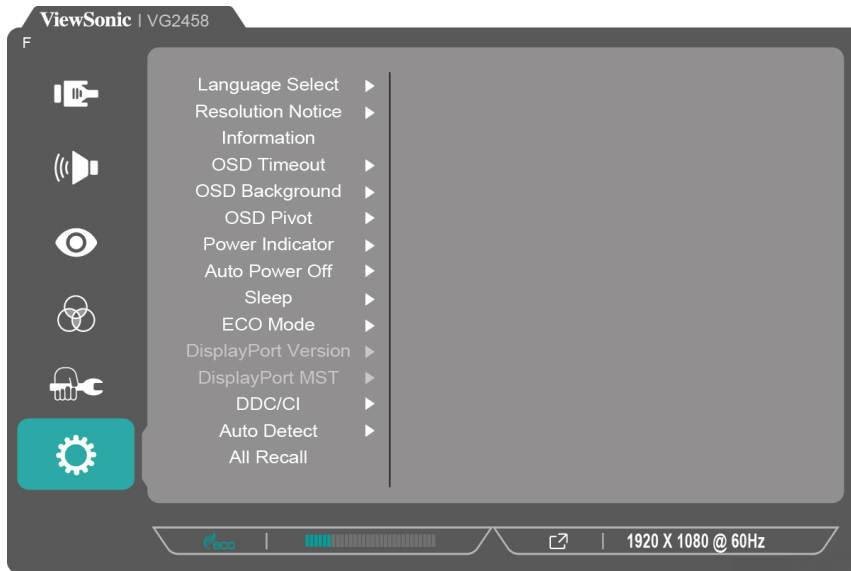 ViewSonic | VG2458
F
Language Select
Resolution Notice
Information
OSD Timeout
OSD Background
OSD Pivot
Power Indicator
Auto Power Off
Sleep
ECO Mode
DisplayPort Version
DisplayPort MST
DDC/CI
Auto Detect
All Recall
eco | 1920 X 1080 @ 60Hz